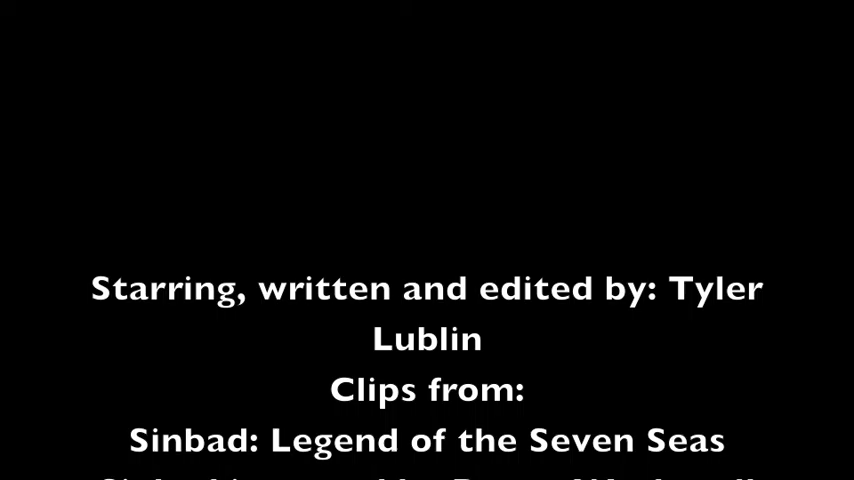 Starring, written and edited by: Tyler
Lublin
Clips from:
Sinbad: Legend of the Seven Seas